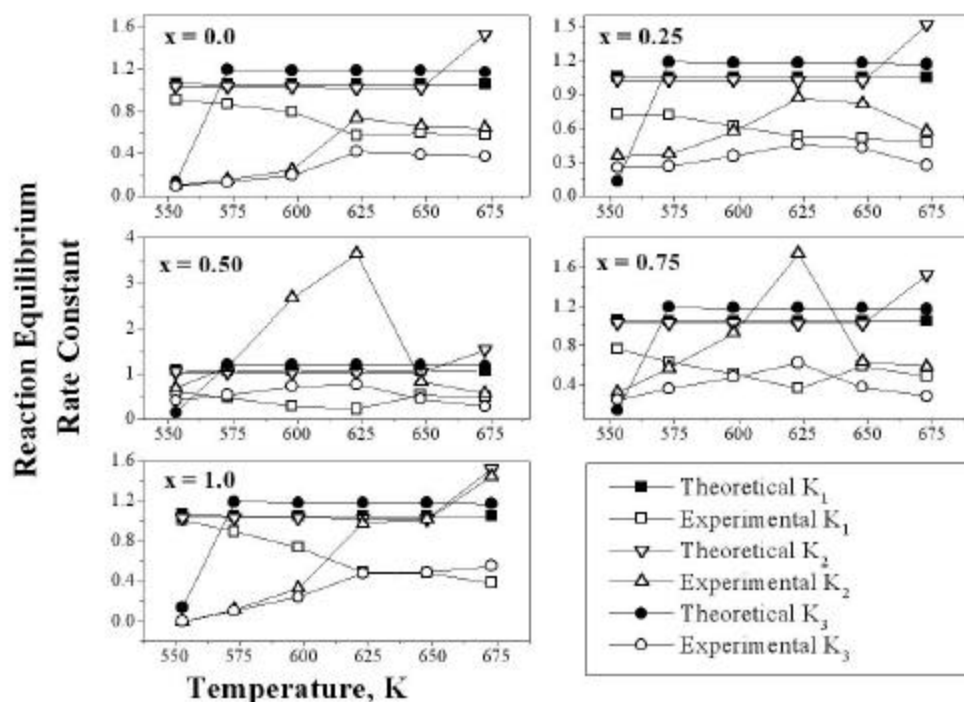 Reaction Equilibrium
Rate Constant
x = 0.0
1.6
1.2
0.8
0.4
0.0
550 575 600 625 650 675
x = 0.25
1.5
1.2
0.9
0.6
0.3
0.0
550 575 600 625 650 675
x = 0.50
4
3
2
1
0
550 575 600 625 650 675
x = 0.75
1.6
1.2
0.8
0.4
550 575 600 625 650 675
x = 1.0
1.6
1.2
0.8
0.4
0.0
550 575 600 625 650 675
Temperature, K
Theoretical K₁
Experimental K₁
Theoretical K₂
Experimental K₂
Theoretical K₃
Experimental K₃